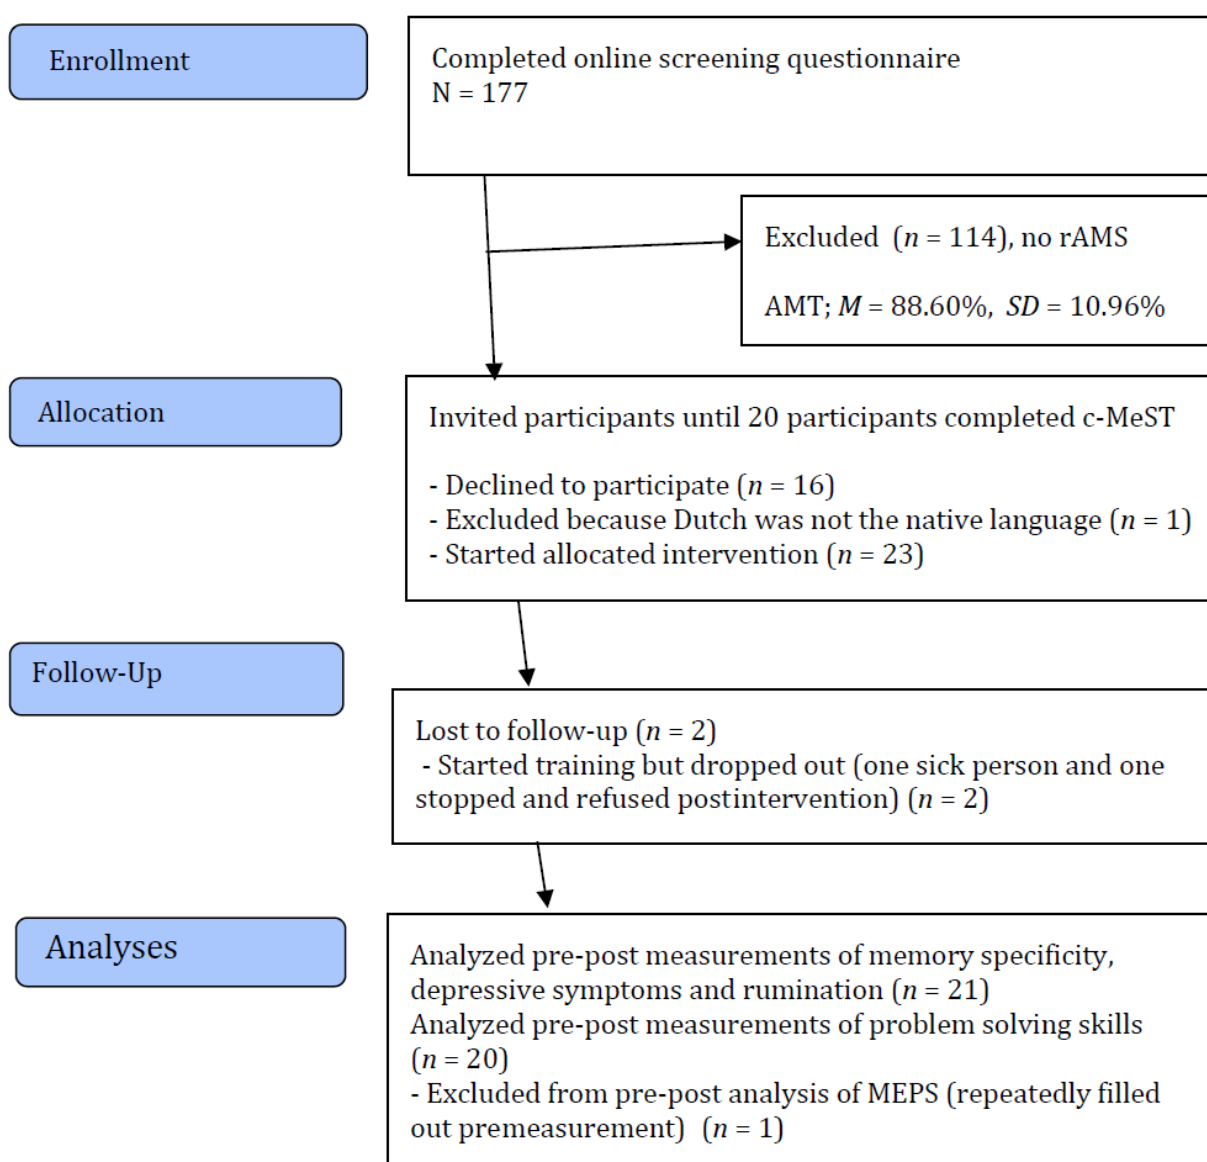 Enrollment
Completed online screening questionnaire
N = 177
Excluded (n = 114), no rAMS
AMT; M = 88.60%, SD = 10.96%
Allocation
Invited participants until 20 participants completed c-MeST
- Declined to participate (n = 16)
- Excluded because Dutch was not the native language (n = 1)
- Started allocated intervention (n = 23)
Follow-Up
Lost to follow-up (n = 2)
- Started training but dropped out (one sick person and one
stopped and refused postintervention) (n = 2)
Analyses
Analyzed pre-post measurements of memory specificity,
depressive symptoms and rumination (n = 21)
Analyzed pre-post measurements of problem solving skills
(n = 20)
- Excluded from pre-post analysis of MEPS (repeatedly filled
out premeasurement) (n = 1)